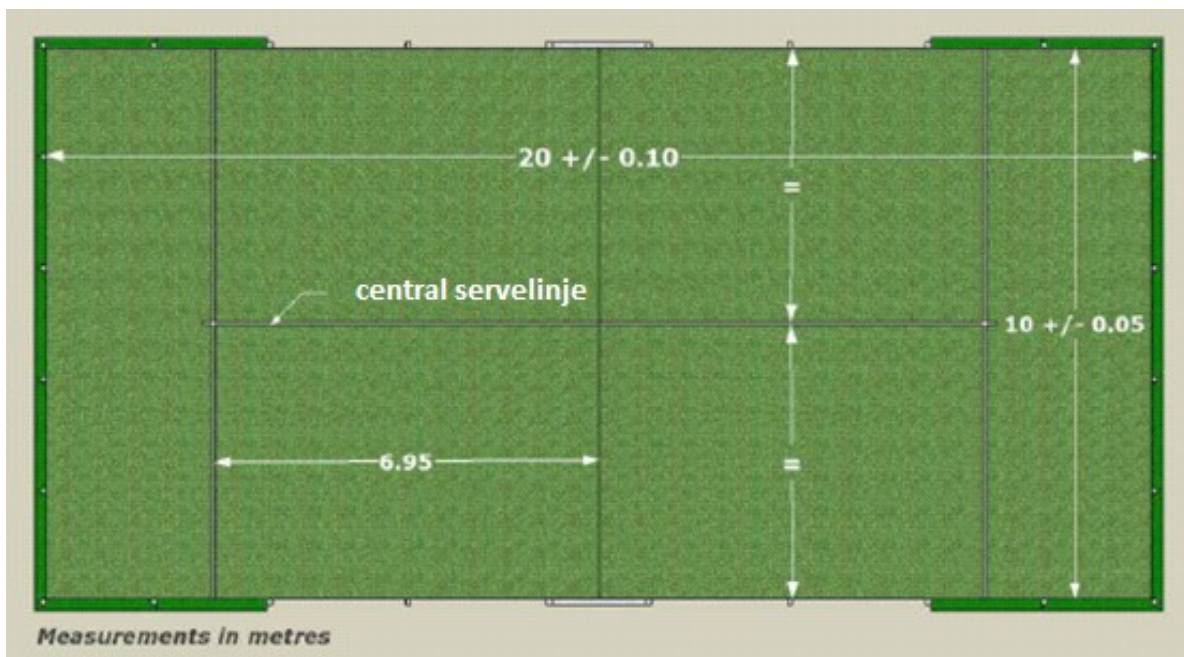 20 +/- 0.10
=
central servelinje
10 +/- 0.05
6.95
=
Measurements in metres